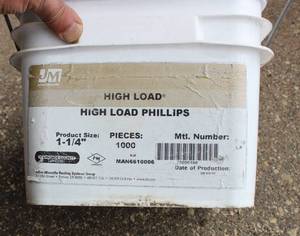 JM
HIGH LOAD®
HIGH LOAD PHILLIPS
Product Size: PIECES: Mtl. Number:
1-1/4" 1000
MAN6610006
Date of Production: